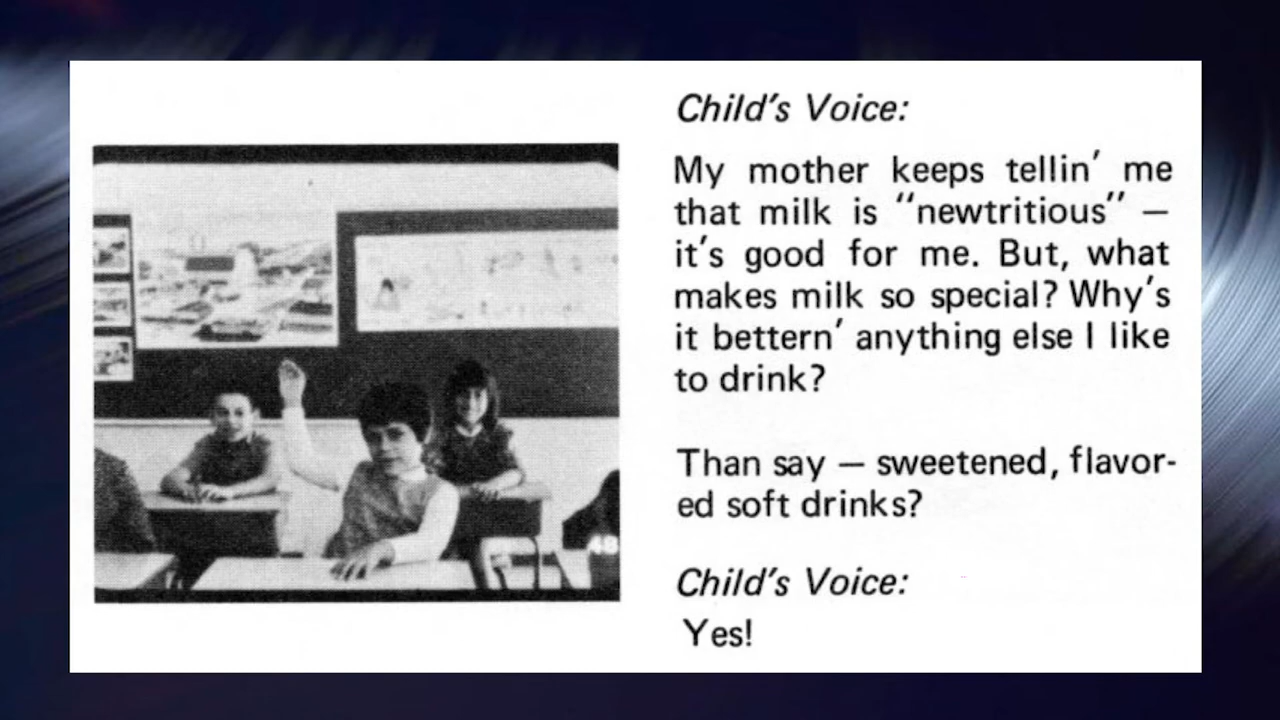 Child's Voice:
My mother keeps tellin' me
that milk is "newtritious" —
it's good for me. But, what
makes milk so special? Why's
it bettern' anything else I like
to drink?
Than say — sweetened, flavor-
ed soft drinks?
Child's Voice:
Yes!
48